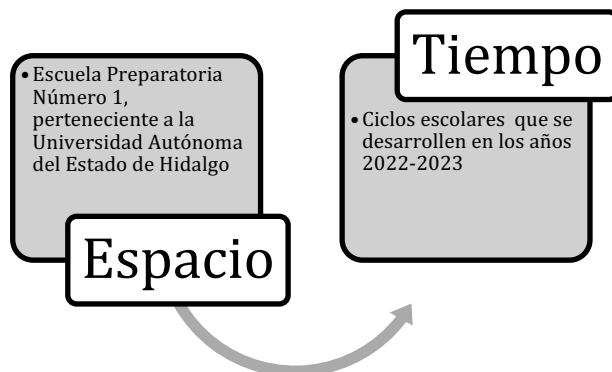 • Escuela Preparatoria
Número 1,
perteneciente a la
Universidad Autónoma
del Estado de Hidalgo
Espacio
Tiempo
• Ciclos escolares que se
desarrollen en los años
2022-2023